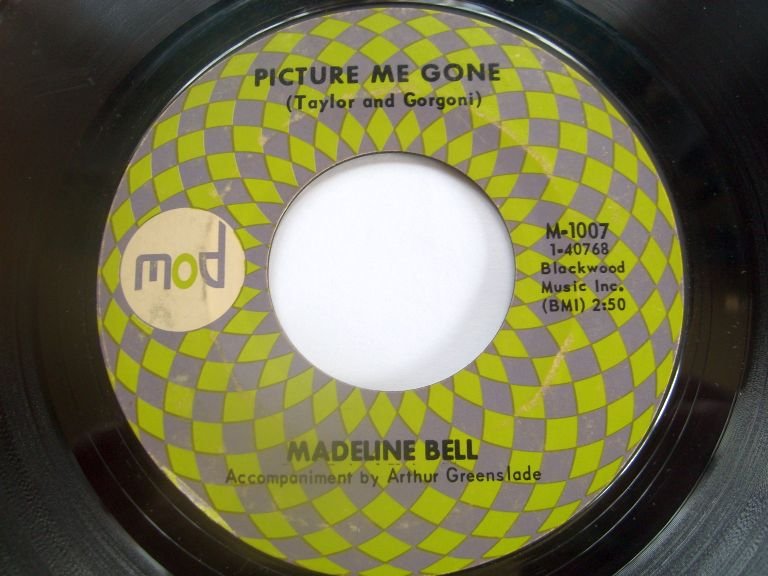 PICTURE ME GONE
(Taylor and Gorgoni)
mod
M-1007
1-40768
Blackwood
Music Inc.
(BMI) 2:50
MADELINE BELL
Accompaniment by Arthur Greenslade